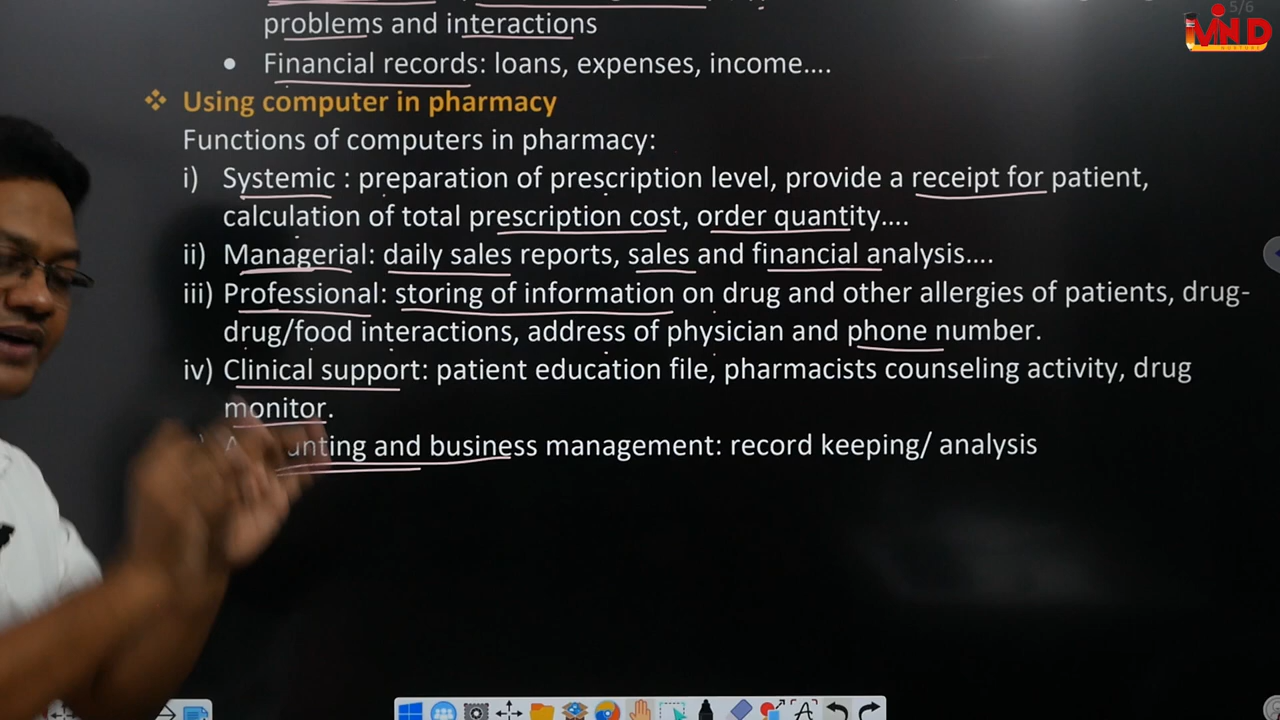 5/6
MIND
NURTURE
problems and interactions
• Financial records: loans, expenses, income....
❖ Using computer in pharmacy
Functions of computers in pharmacy:
i) Systemic : preparation of prescription level, provide a receipt for patient,
calculation of total prescription cost, order quantity....
ii) Managerial: daily sales reports, sales and financial analysis....
iii) Professional: storing of information on drug and other allergies of patients, drug-
drug/food interactions, address of physician and phone number.
iv) Clinical support: patient education file, pharmacists counseling activity, drug
monitor.
and business management: record keeping/ analysis